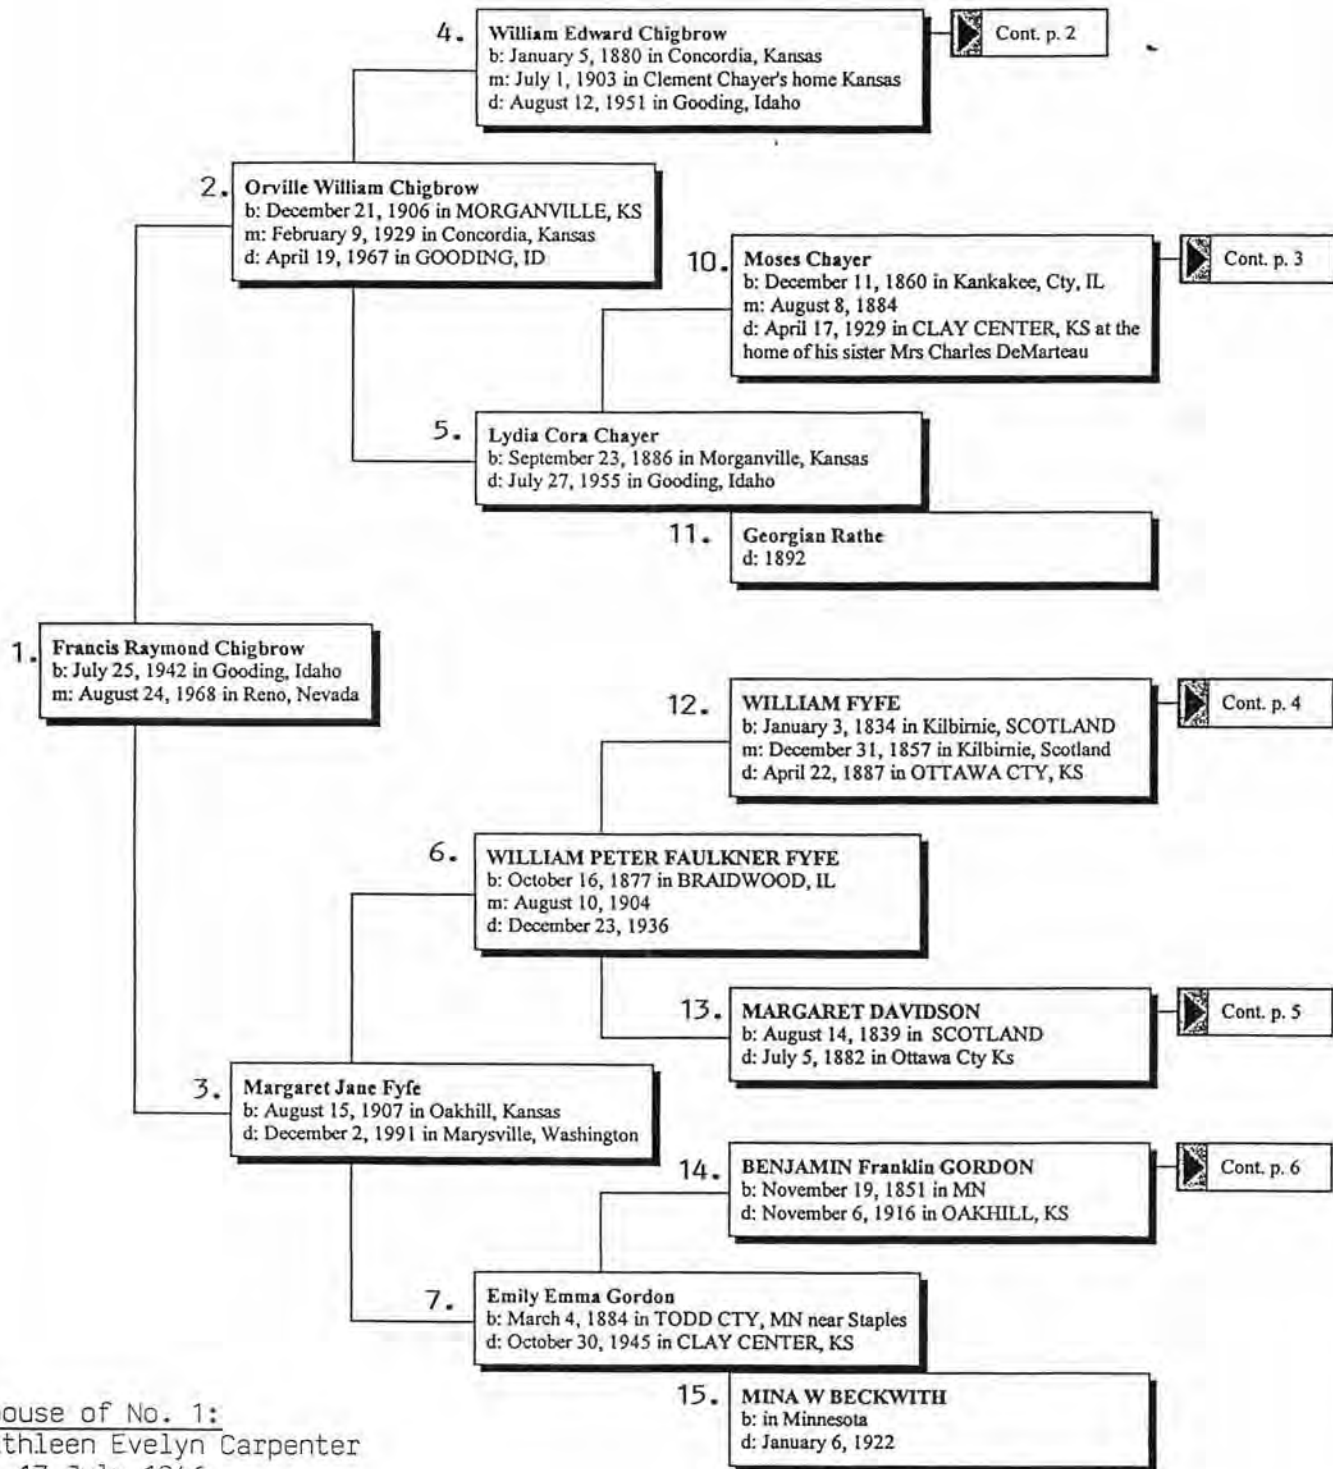 4.
William Edward Chigbrow
b: January 5, 1880 in Concordia, Kansas
m: July 1, 1903 in Clement Chayer's home Kansas
d: August 12, 1951 in Gooding, Idaho
Cont. p. 2
2.
Orville William Chigbrow
b: December 21, 1906 in MORGANVILLE, KS
m: February 9, 1929 in Concordia, Kansas
d: April 19, 1967 in GOODING, ID
10.
Moses Chayer
b: December 11, 1860 in Kankakee, Cty, IL
m: August 8, 1884
d: April 17, 1929 in CLAY CENTER, KS at the
home of his sister Mrs Charles DeMarteau
Cont. p. 3
5.
Lydia Cora Chayer
b: September 23, 1886 in Morganville, Kansas
d: July 27, 1955 in Gooding, Idaho
11.
Georgian Rathe
d: 1892
1.
Francis Raymond Chigbrow
b: July 25, 1942 in Gooding, Idaho
m: August 24, 1968 in Reno, Nevada
12.
WILLIAM FYFE
b: January 3, 1834 in Kilbirnie, SCOTLAND
m: December 31, 1857 in Kilbirnie, Scotland
d: April 22, 1887 in OTTAWA CTY, KS
Cont. p. 4
6.
WILLIAM PETER FAULKNER FYFE
b: October 16, 1877 in BRAIDWOOD, IL
m: August 10, 1904
d: December 23, 1936
13.
MARGARET DAVIDSON
b: August 14, 1839 in SCOTLAND
d: July 5, 1882 in Ottawa Cty Ks
Cont. p. 5
3.
Margaret Jane Fyfe
b: August 15, 1907 in Oakhill, Kansas
d: December 2, 1991 in Marysville, Washington
14.
BENJAMIN Franklin GORDON
b: November 19, 1851 in MN
d: November 6, 1916 in OAKHILL, KS
Cont. p. 6
7.
Emily Emma Gordon
b: March 4, 1884 in TODD CTY, MN near Staples
d: October 30, 1945 in CLAY CENTER, KS
15.
MINA W BECKWITH
b: in Minnesota
d: January 6, 1922
ouse of No. 1:
thleen Evelyn Carpenter